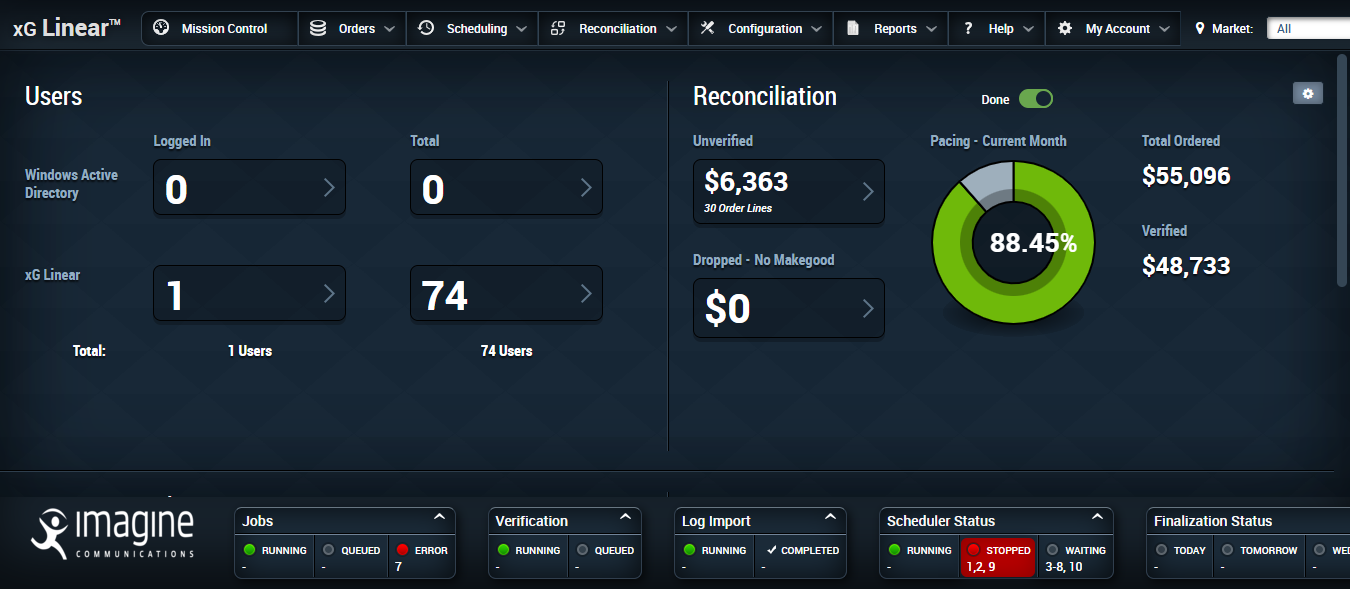 xG Linear™
Mission Control
Orders
Scheduling
Reconciliation
Configuration
Reports
? Help
My Account
Market:
All
Users
Logged In
Total
Windows Active
Directory
0
0
xG Linear
1
74
Total:
1 Users
74 Users
Reconciliation
Done
Unverified
$6,363
30 Order Lines
Dropped - No Makegood
$0
Pacing - Current Month
88.45%
Total Ordered
$55,096
Verified
$48,733
imagine
COMMUNICATIONS
Jobs
RUNNING
-
QUEUED
-
ERROR
7
Verification
RUNNING
-
QUEUED
-
Log Import
RUNNING
-
COMPLETED
-
Scheduler Status
RUNNING
-
STOPPED
1,2, 9
WAITING
3-8, 10
Finalization Status
TODAY
-
TOMORROW
-
WED
-